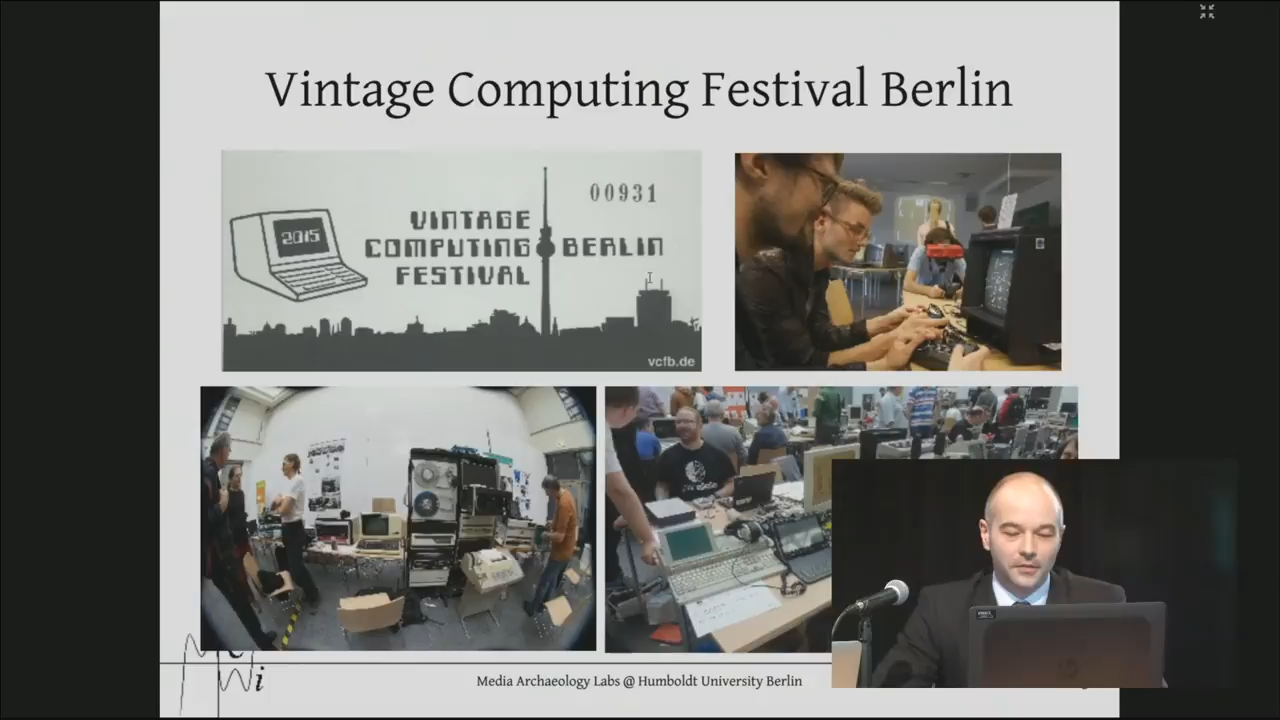 Vintage Computing Festival Berlin
00931
2015
VINTAGE
COMPUTING BERLIN
FESTIVAL
vcfb.de
Media Archaeology Labs @ Humboldt University Berlin